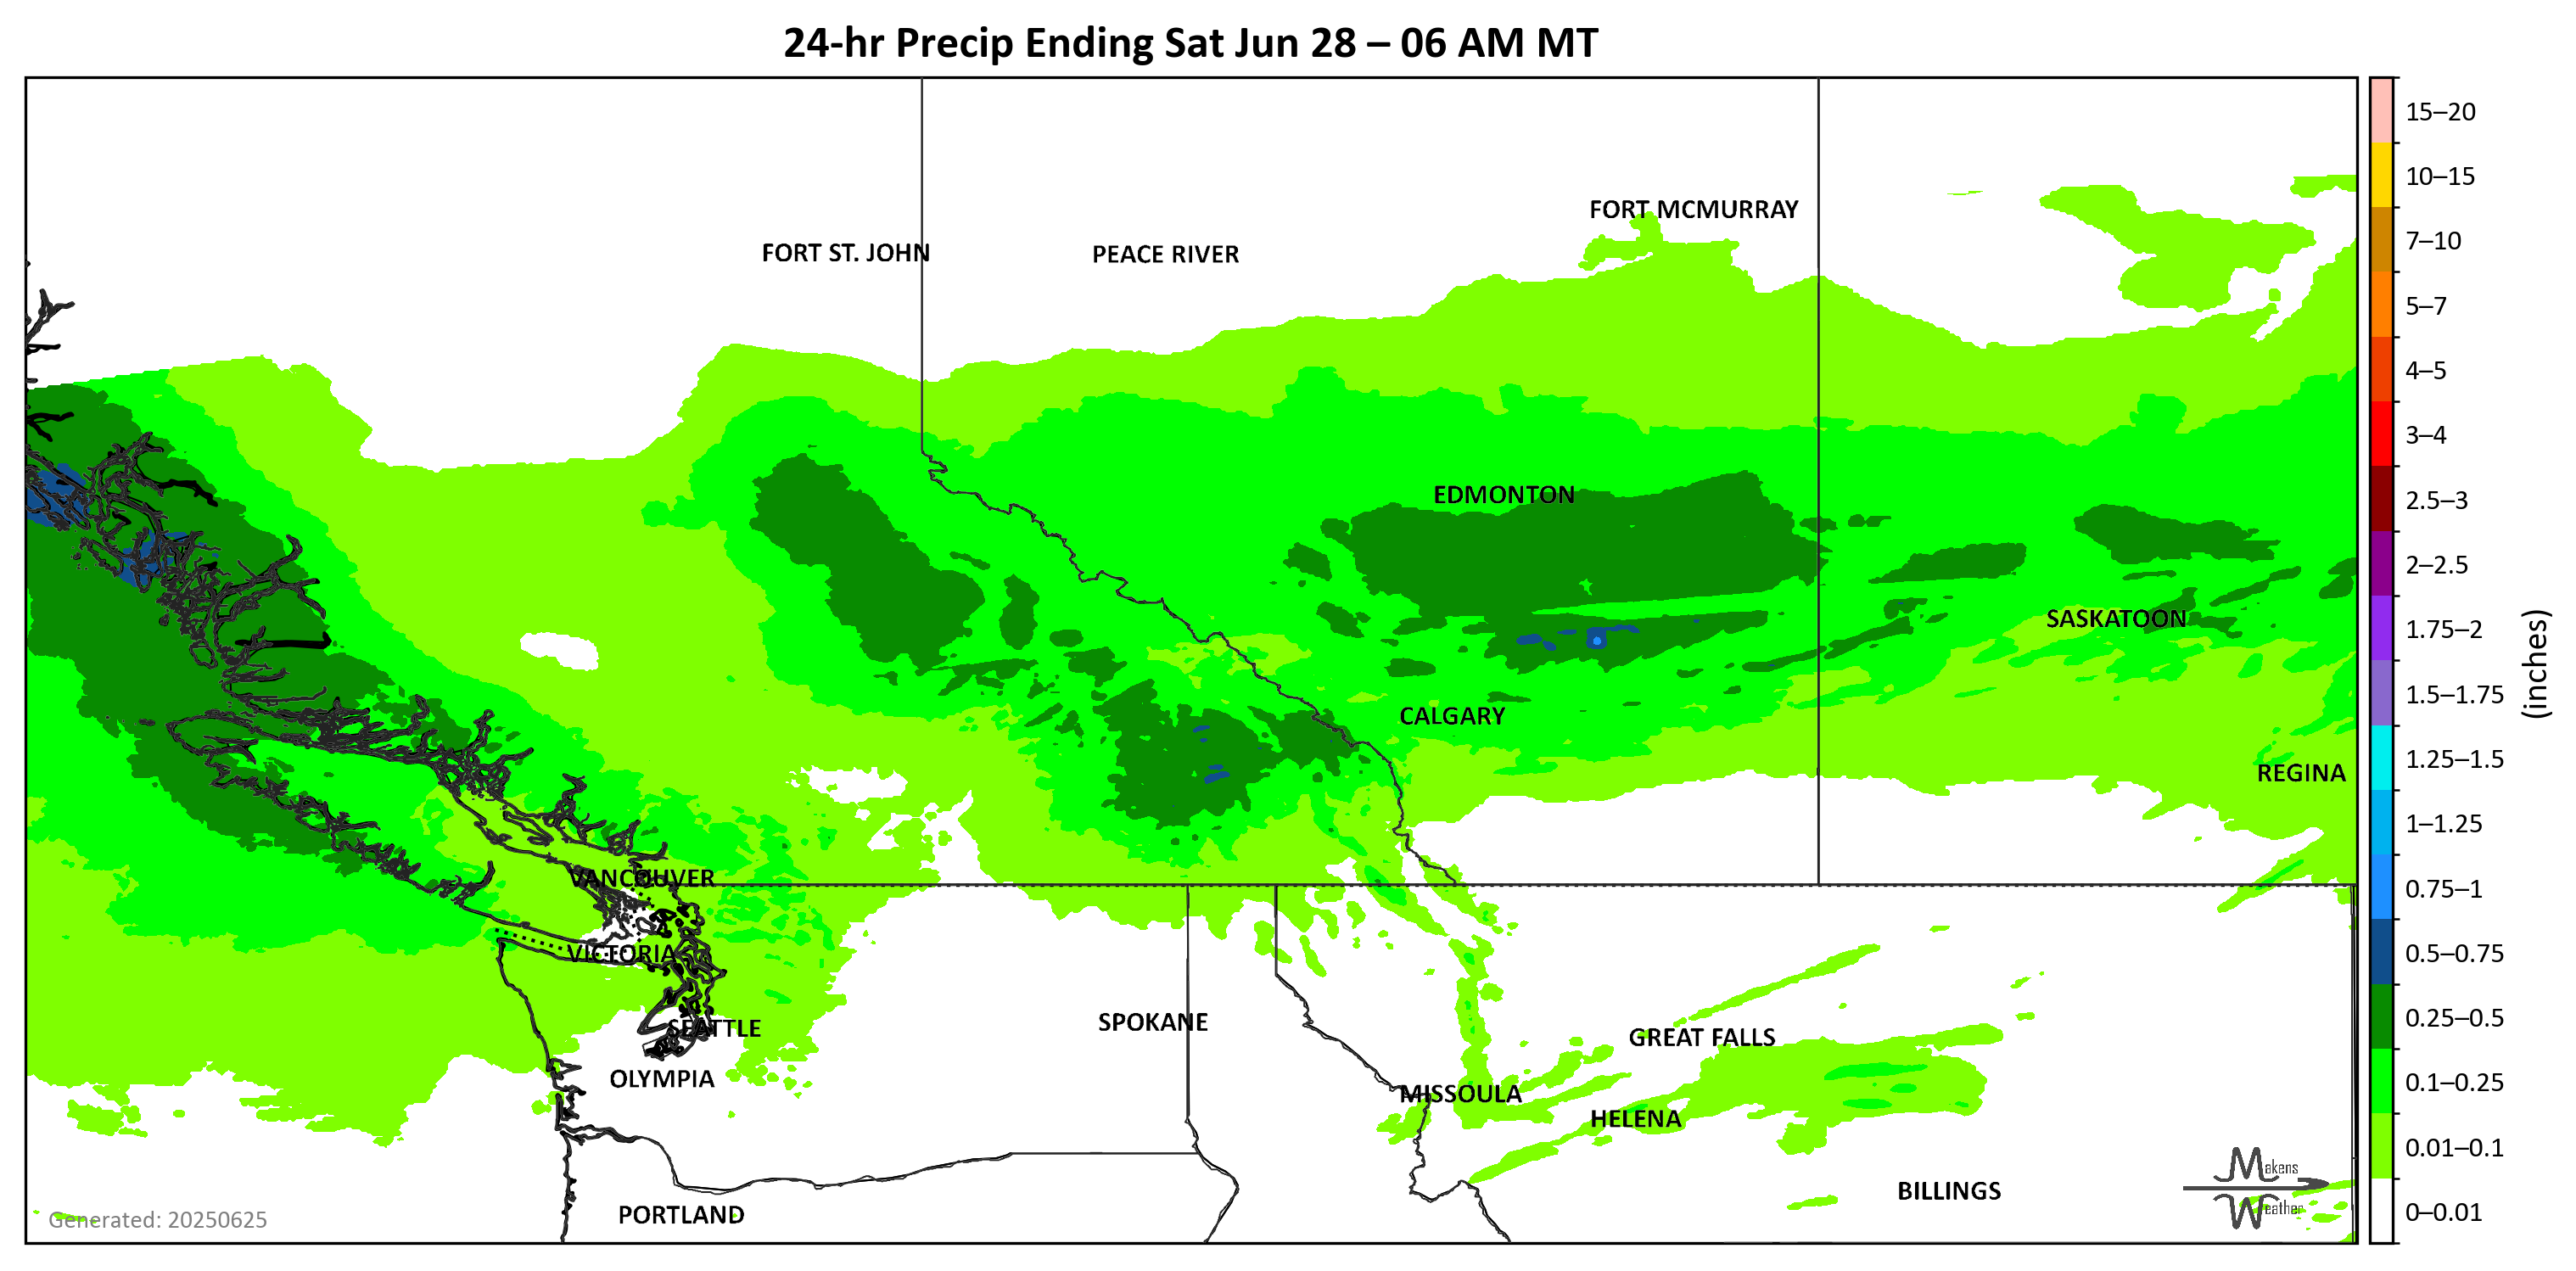 24-hr Precip Ending Sat Jun 28 – 06 AM MT
FORT MCMURRAY
FORT ST. JOHN
PEACE RIVER
EDMONTON
SASKATOON
CALGARY
REGINA
VANCOUVER
VICTORIA
SPOKANE
SEATTLE
GREAT FALLS
OLYMPIA
MISSOULA
HELENA
BILLINGS
PORTLAND
Generated: 20250625
Makens
Weather
15–20
10–15
7–10
5–7
4–5
3–4
2.5–3
2–2.5
1.75–2
1.5–1.75
1.25–1.5
1–1.25
0.75–1
0.5–0.75
0.25–0.5
0.1–0.25
0.01–0.1
0–0.01
(inches)